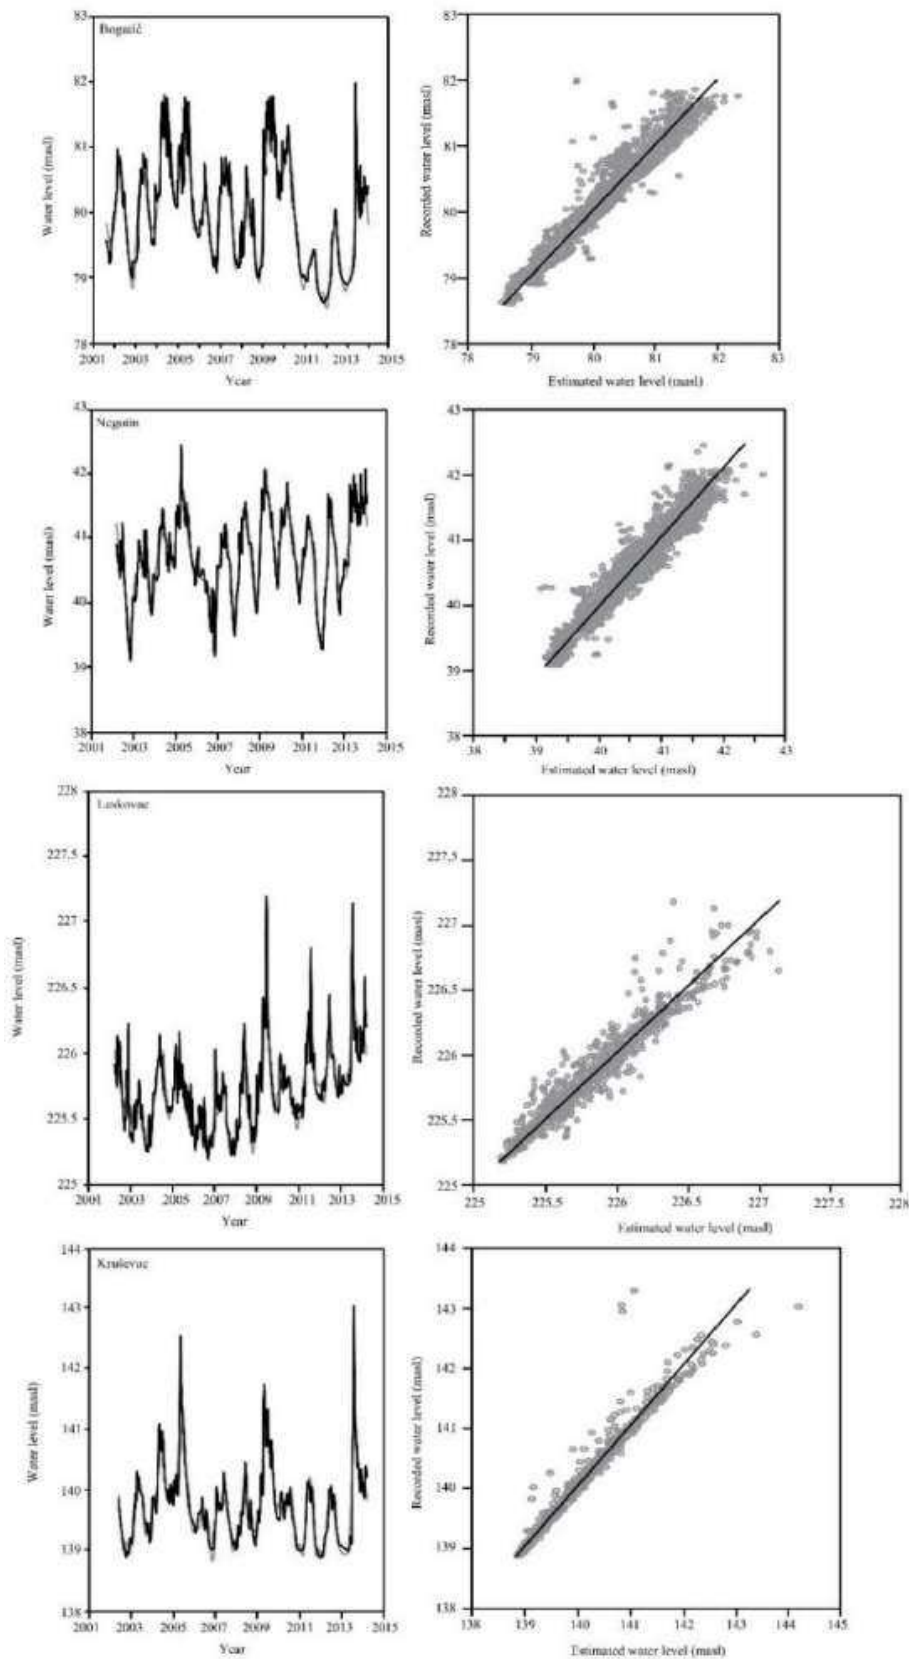 83
82
81
80
79
78
2001 2003 2005 2007 2009 2011 2013 2015
Year
Water level (masl)
83
82
81
80
79
78
78 79 80 81 82 83
Estimated water level (masl)
Recorded water level (masl)
43
42
41
40
39
38
2001 2003 2005 2007 2009 2011 2013 2015
Year
Water level (masl)
43
42
41
40
39
38
38 39 40 41 42 43
Estimated water level (masl)
Recorded water level (masl)
Leskovac
228
227.5
227
226.5
226
225.5
225
2001 2003 2005 2007 2009 2011 2013 2015
Year
Water level (masl)
228
227.5
227
226.5
226
225.5
225
225 225.5 226 226.5 227 227.5 228
Estimated water level (masl)
Recorded water level (masl)
Kruševac
144
143
142
141
140
139
138
2001 2003 2005 2007 2009 2011 2013 2015
Year
Water level (masl)
144
143
142
141
140
139
138
138 139 140 141 142 143 144 145
Estimated water level (masl)
Recorded water level (masl)